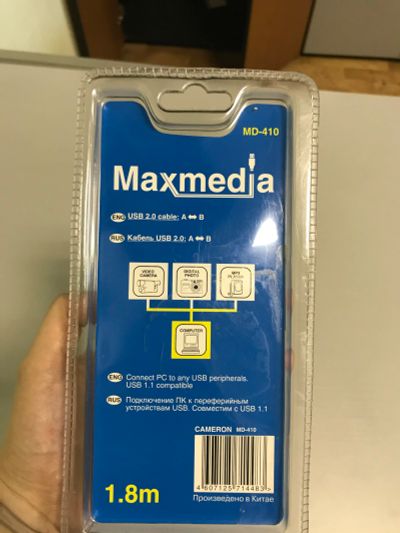 MD-410
Maxmedia
ENG USB 2.0 cable: A ⇔ B
RUS Кабель USB 2.0: A ⇔ B
VIDEO CAMERA
DIGITAL PHOTO
MP3 PLAYER
COMPUTER
ENG Connect PC to any USB peripherals.
USB 1.1 compatible
RUS Подключение ПК к переферийным
устройствам USB. Совместим с USB 1.1
CAMERON MD-410
4 607125 714483 >
1.8m
Произведено в Китае